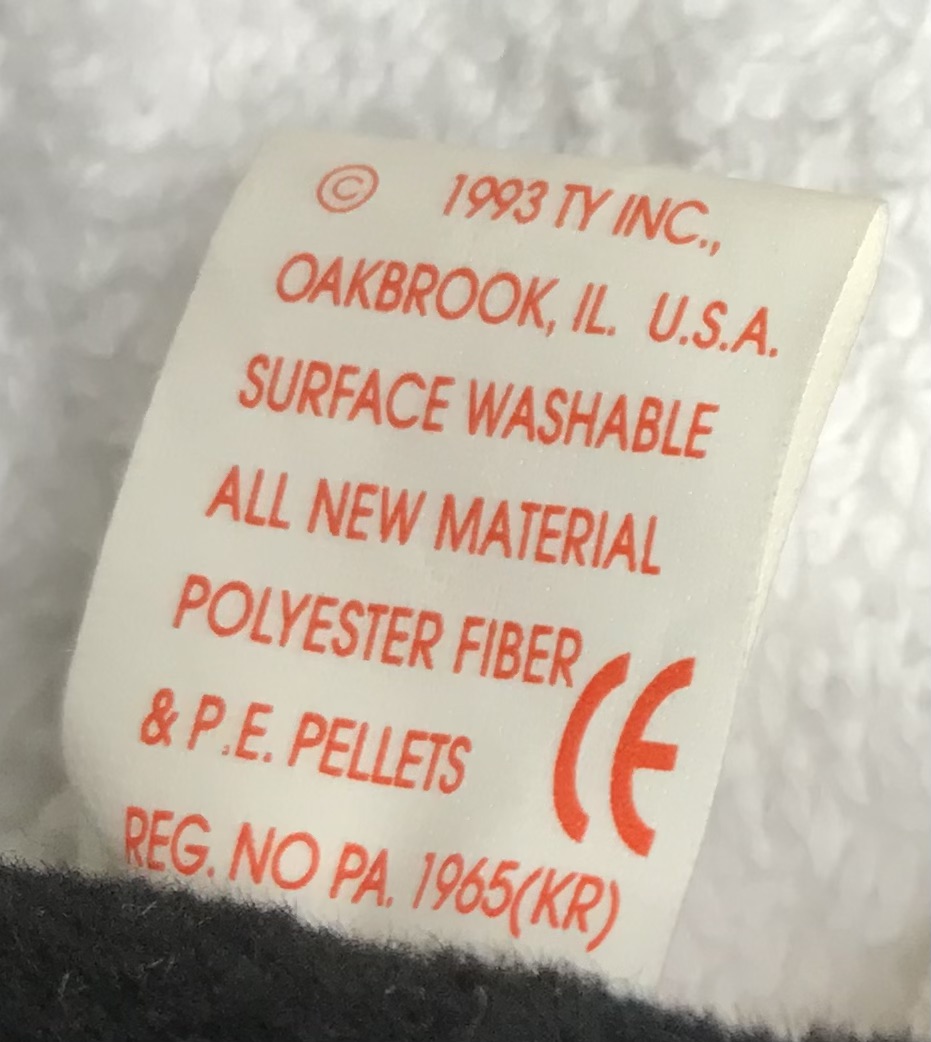 © 1993 TY INC.,
OAKBROOK, IL. U.S.A.
SURFACE WASHABLE
ALL NEW MATERIAL
POLYESTER FIBER
& P.E. PELLETS
CE
REG. NO PA. 1965(KR)